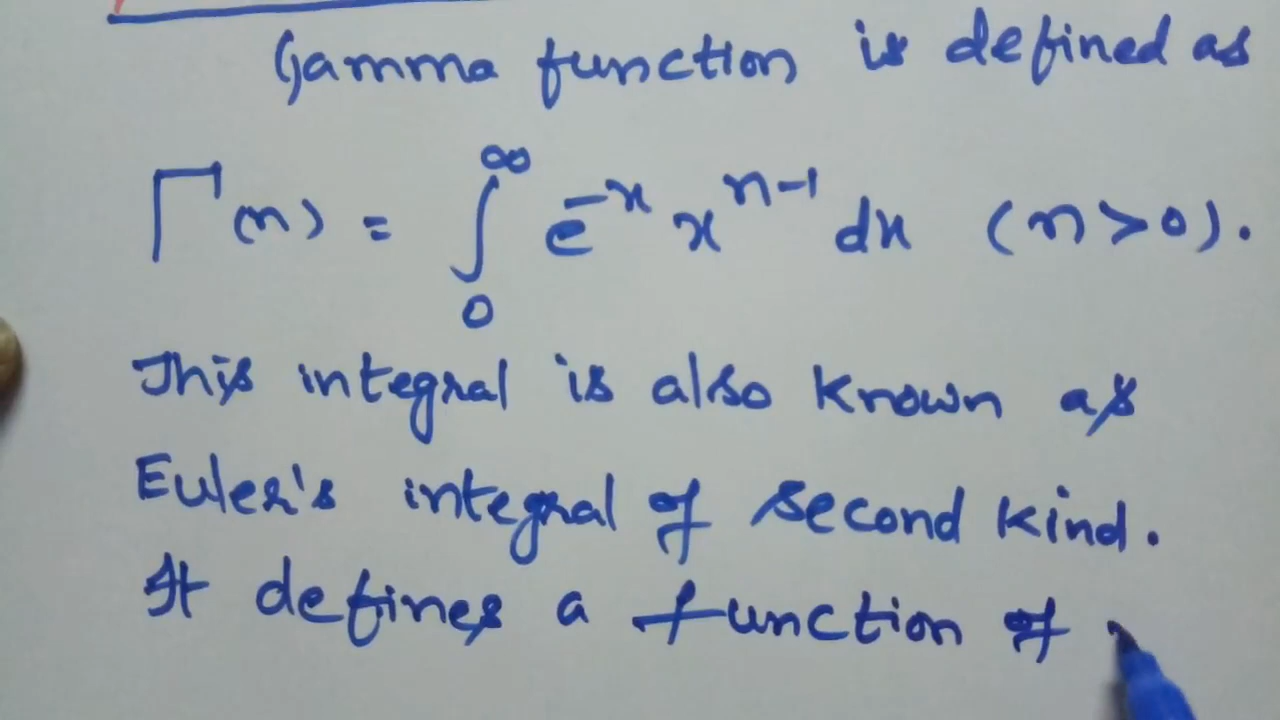 Gamma function is defined as
Γ(n) = ∫₀^∞ e^-x x^n-1 dx (n>0).
This integral is also known as
Euler's integral of second kind.
It defines a function of